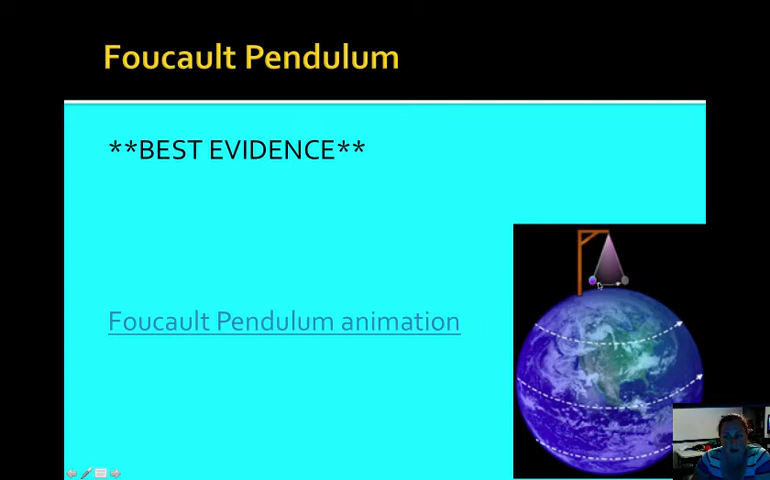 Foucault Pendulum
**BEST EVIDENCE**
Foucault Pendulum animation